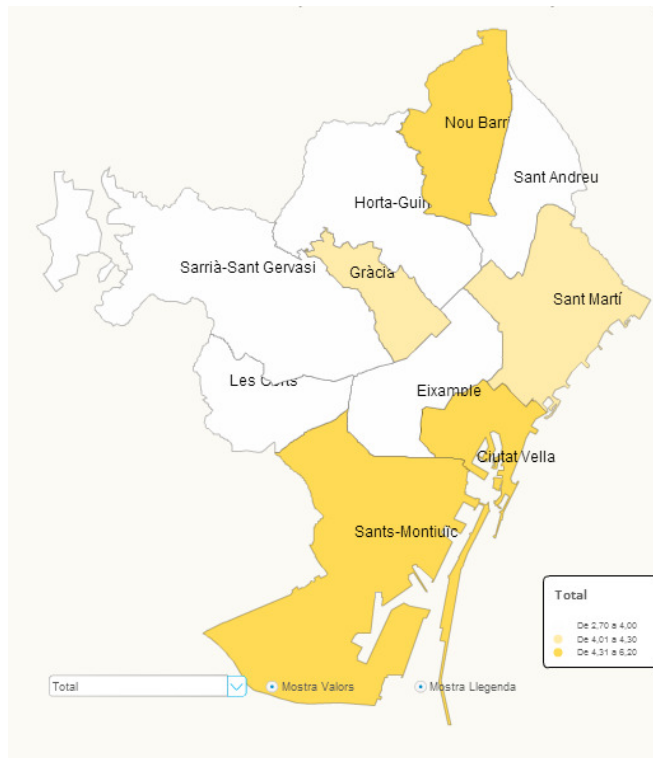 Nou Barri
Sant Andreu
Horta-Guin
Sarrià-Sant Gervasi
Gràcia
Sant Martí
Les Corts
Eixample
Ciutat Vella
Sants-Montjuïc
Total
De 2,70 a 4,00
De 4,01 a 4,30
De 4,31 a 6,20
Total
Mostra Valors
Mostra Llegenda